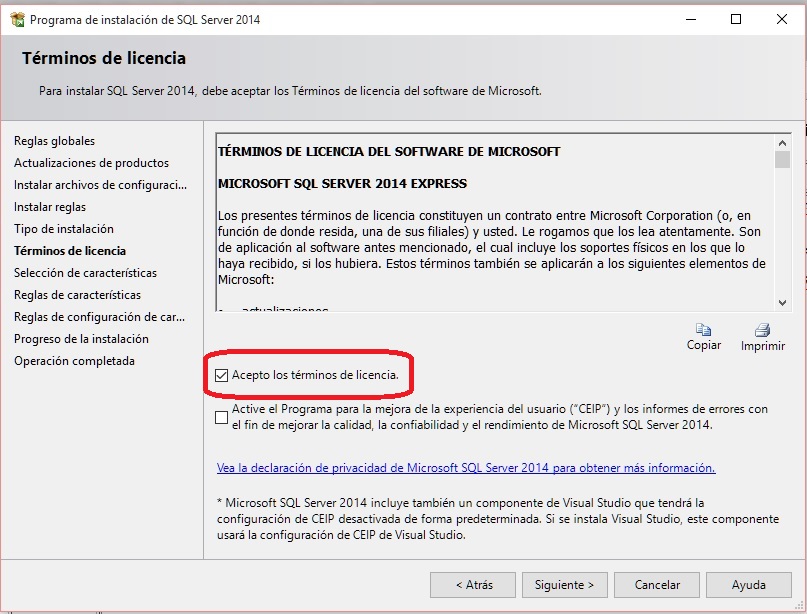 Programa de instalación de SQL Server 2014
Términos de licencia
Para instalar SQL Server 2014, debe aceptar los Términos de licencia del software de Microsoft.
Reglas globales
Actualizaciones de productos
Instalar archivos de configuraci...
Instalar reglas
Tipo de instalación
Términos de licencia
Selección de características
Reglas de características
Reglas de configuración de car...
Progreso de la instalación
Operación completada
TÉRMINOS DE LICENCIA DEL SOFTWARE DE MICROSOFT
MICROSOFT SQL SERVER 2014 EXPRESS
Los presentes términos de licencia constituyen un contrato entre Microsoft Corporation (o, en
función de donde resida, una de sus filiales) y usted. Le rogamos que los lea atentamente. Son
de aplicación al software antes mencionado, el cual incluye los soportes físicos en los que lo
haya recibido, si los hubiera. Estos términos también se aplicarán a los siguientes elementos de
Microsoft:
• actualizaciones
Copiar
Imprimir
Acepto los términos de licencia.
Active el Programa para la mejora de la experiencia del usuario ("CEIP") y los informes de errores con
el fin de mejorar la calidad, la confiabilidad y el rendimiento de Microsoft SQL Server 2014.
Vea la declaración de privacidad de Microsoft SQL Server 2014 para obtener más información.
* Microsoft SQL Server 2014 incluye también un componente de Visual Studio que tendrá la
configuración de CEIP desactivada de forma predeterminada. Si se instala Visual Studio, este componente
usará la configuración de CEIP de Visual Studio.
< Atrás
Siguiente >
Cancelar
Ayuda